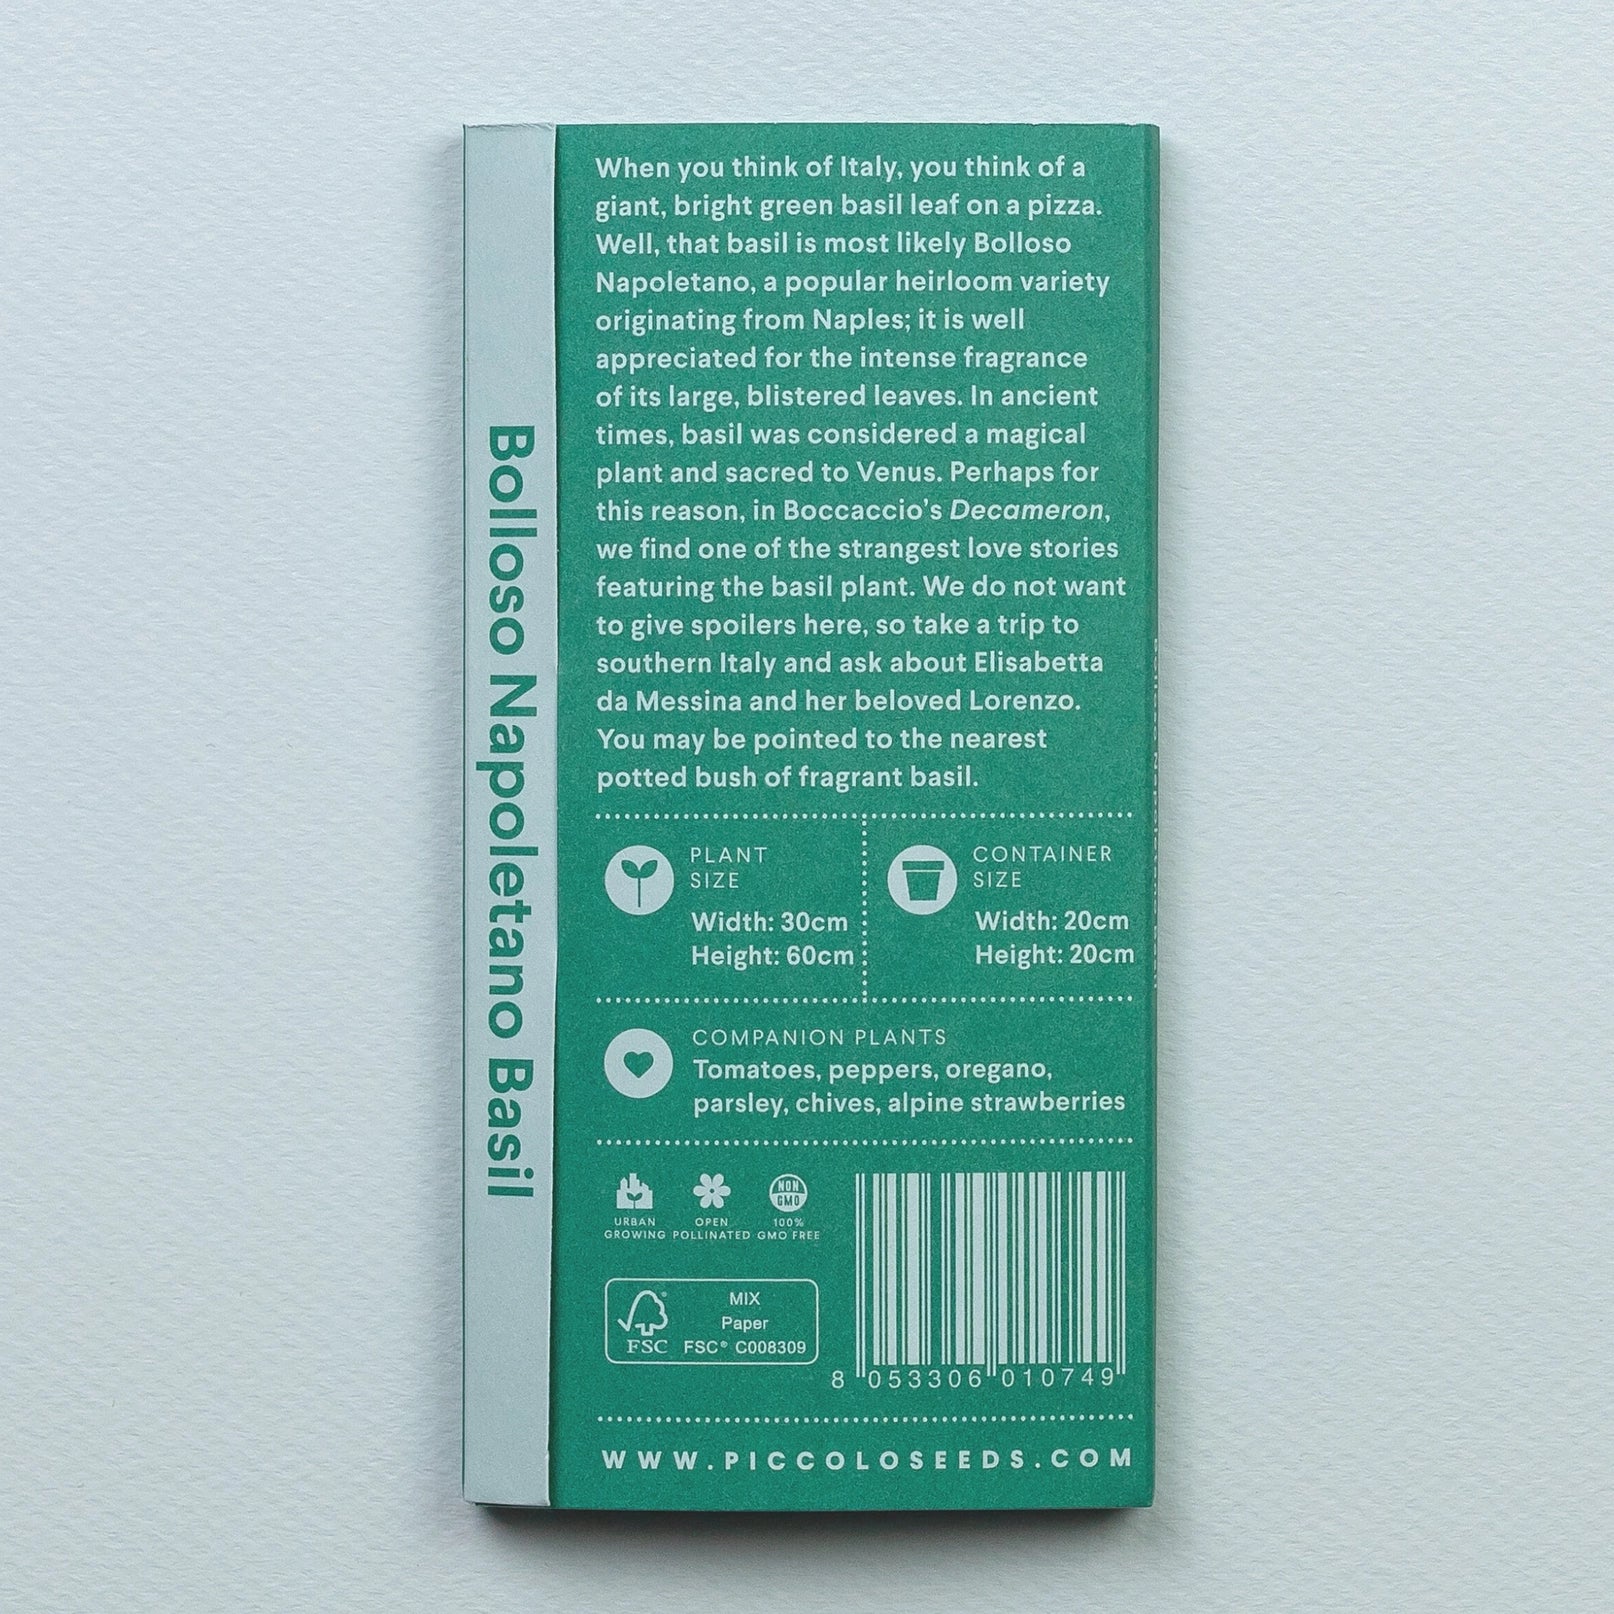 Bolloso Napoletano Basil
When you think of Italy, you think of a
giant, bright green basil leaf on a pizza.
Well, that basil is most likely Bolloso
Napoletano, a popular heirloom variety
originating from Naples; it is well
appreciated for the intense fragrance
of its large, blistered leaves. In ancient
times, basil was considered a magical
plant and sacred to Venus. Perhaps for
this reason, in Boccaccio's Decameron,
we find one of the strangest love stories
featuring the basil plant. We do not want
to give spoilers here, so take a trip to
southern Italy and ask about Elisabetta
da Messina and her beloved Lorenzo.
You may be pointed to the nearest
potted bush of fragrant basil.
PLANT
SIZE
Width: 30cm
Height: 60cm
CONTAINER
SIZE
Width: 20cm
Height: 20cm
COMPANION PLANTS
Tomatoes, peppers, oregano,
parsley, chives, alpine strawberries
URBAN
GROWING
OPEN
POLLINATED
NON
GMO
100%
GMO FREE
FSC
MIX
Paper
FSC® C008309
8 053306 010749
WWW.PICCOLOSEEDS.COM